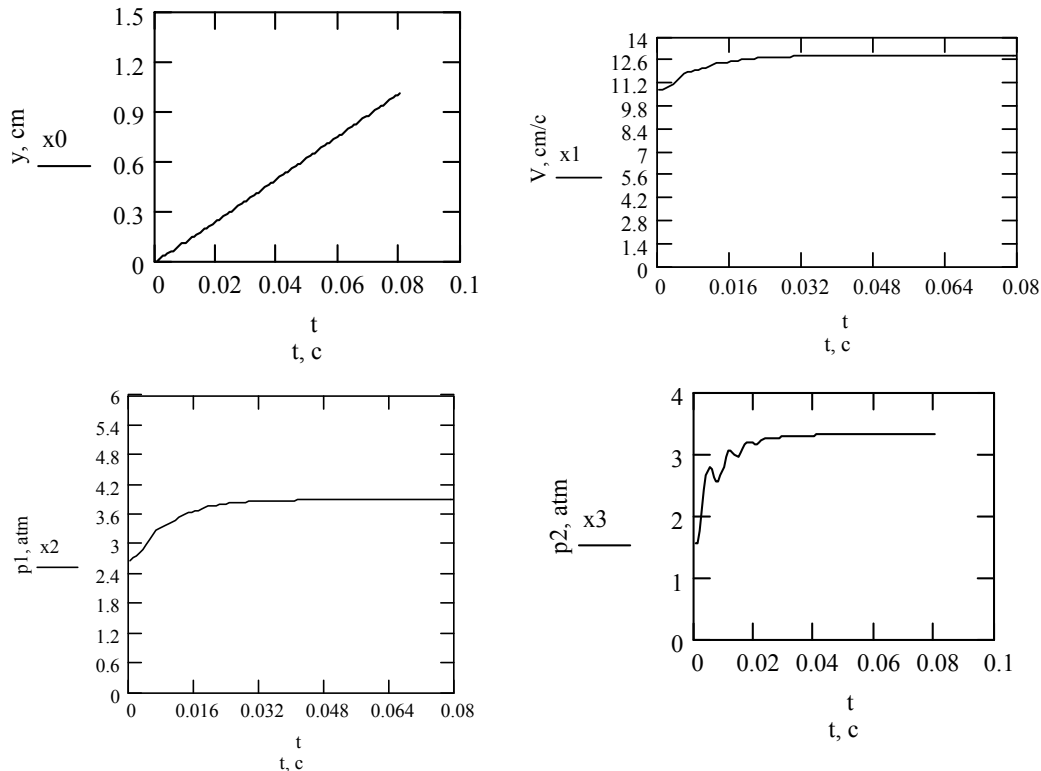 1.5
1.2
0.9
0.6
0.3
0
y, cm
x0
0 0.02 0.04 0.06 0.08 0.1
t
t, c
14
12.6
11.2
9.8
8.4
7
5.6
4.2
2.8
1.4
0
V, cm/c
x1
0 0.016 0.032 0.048 0.064 0.08
t
t, c
6
5.4
4.8
4.2
3.6
3
2.4
1.8
1.2
0.6
0
p1, atm
x2
0 0.016 0.032 0.048 0.064 0.08
t
t, c
4
3
2
1
0
p2, atm
x3
0 0.02 0.04 0.06 0.08 0.1
t
t, c